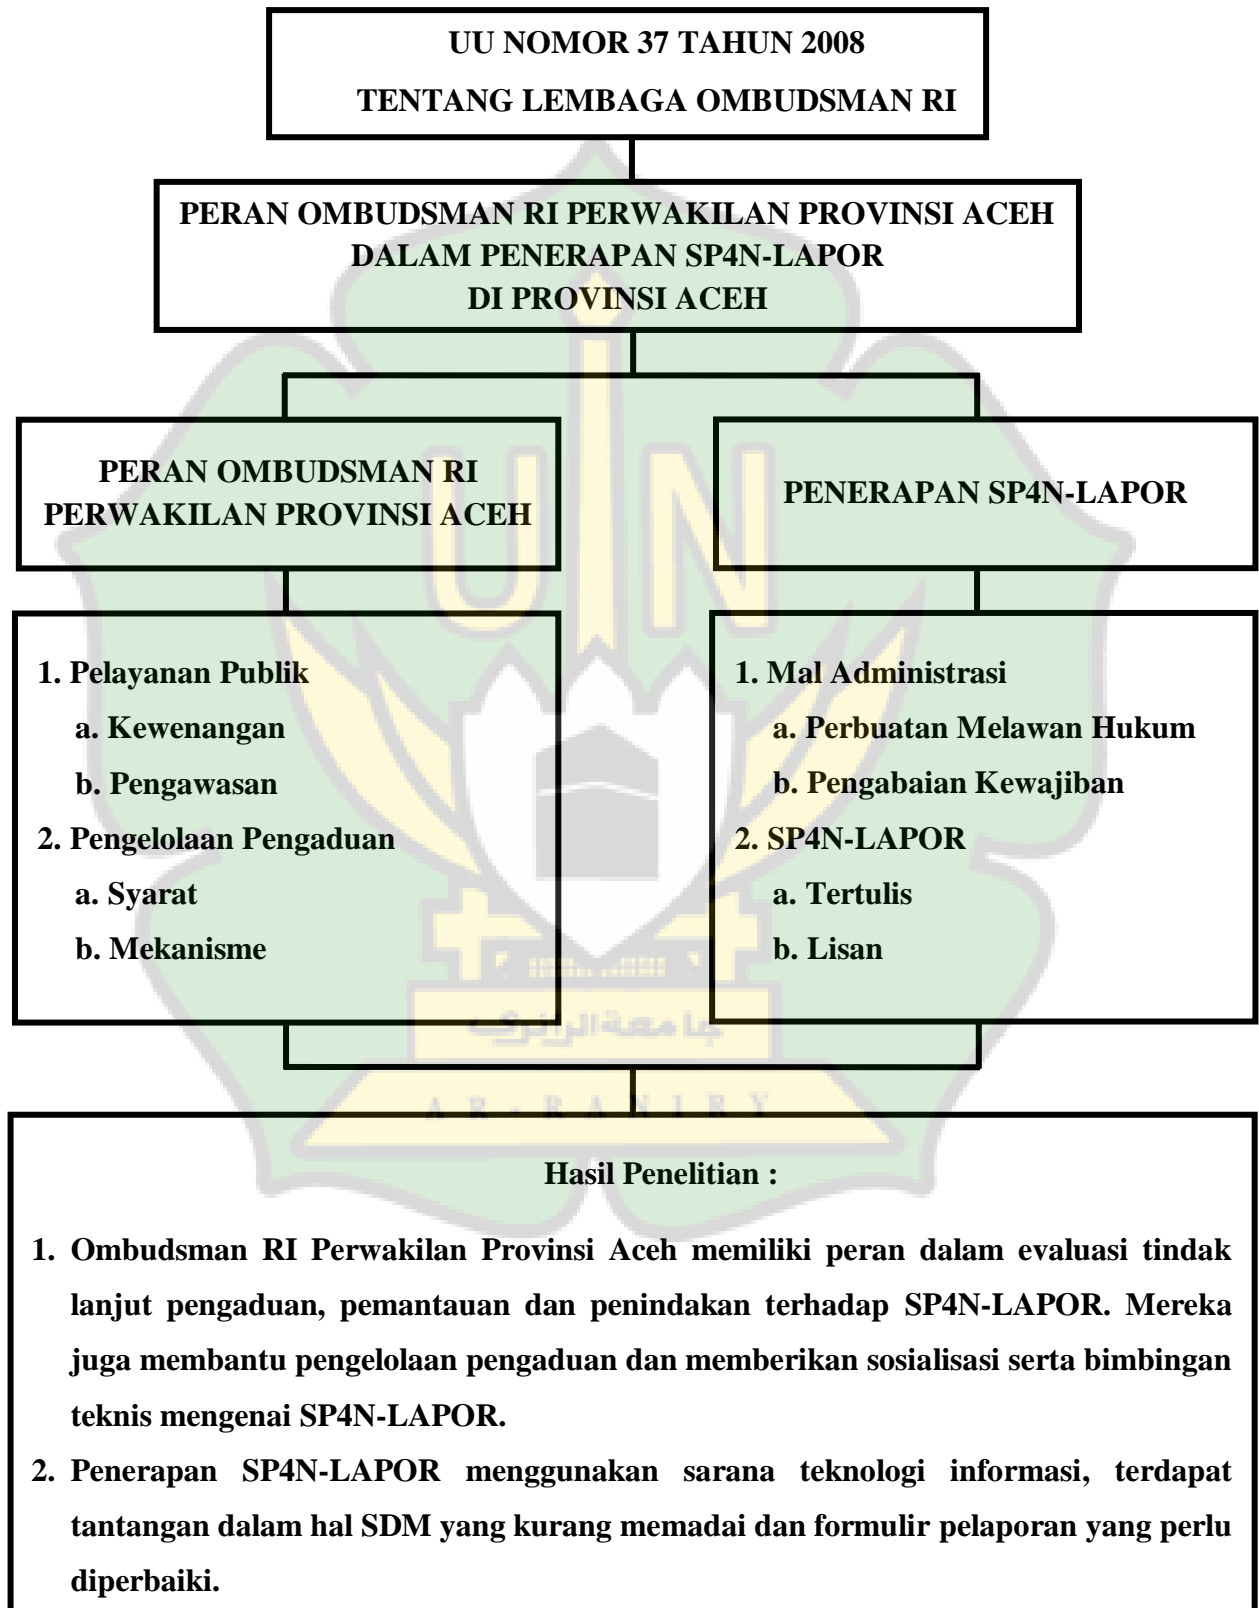 UU NOMOR 37 TAHUN 2008
TENTANG LEMBAGA OMBUDSMAN RI
PERAN OMBUDSMAN RI PERWAKILAN PROVINSI ACEH
DALAM PENERAPAN SP4N-LAPOR
DI PROVINSI ACEH
PERAN OMBUDSMAN RI
PERWAKILAN PROVINSI ACEH
PENERAPAN SP4N-LAPOR
UIN
1. Pelayanan Publik
a. Kewenangan
b. Pengawasan
2. Pengelolaan Pengaduan
a. Syarat
b. Mekanisme
1. Mal Administrasi
a. Perbuatan Melawan Hukum
b. Pengabaian Kewajiban
2. SP4N-LAPOR
a. Tertulis
b. Lisan
جامعة الرانري
AR-RANIRY
Hasil Penelitian :
1. Ombudsman RI Perwakilan Provinsi Aceh memiliki peran dalam evaluasi tindak
lanjut pengaduan, pemantauan dan penindakan terhadap SP4N-LAPOR. Mereka
juga membantu pengelolaan pengaduan dan memberikan sosialisasi serta bimbingan
teknis mengenai SP4N-LAPOR.
2. Penerapan SP4N-LAPOR menggunakan sarana teknologi informasi, terdapat
tantangan dalam hal SDM yang kurang memadai dan formulir pelaporan yang perlu
diperbaiki.